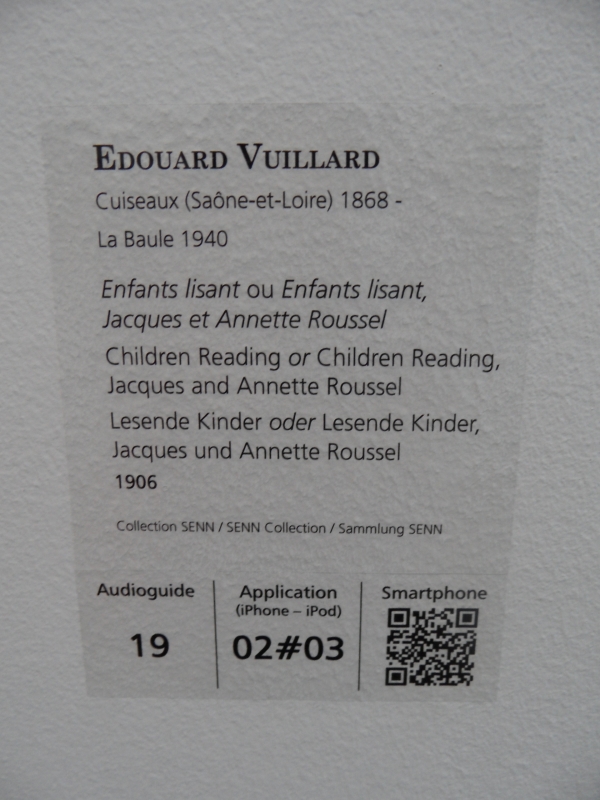 EDOUARD VUILLARD
Cuiseaux (Saône-et-Loire) 1868 -
La Baule 1940
Enfants lisant ou Enfants lisant,
Jacques et Annette Roussel
Children Reading or Children Reading,
Jacques and Annette Roussel
Lesende Kinder oder Lesende Kinder,
Jacques und Annette Roussel
1906
Collection SENN / SENN Collection / Sammlung SENN
Audioguide
19
Application
(iPhone – iPod)
02#03
Smartphone